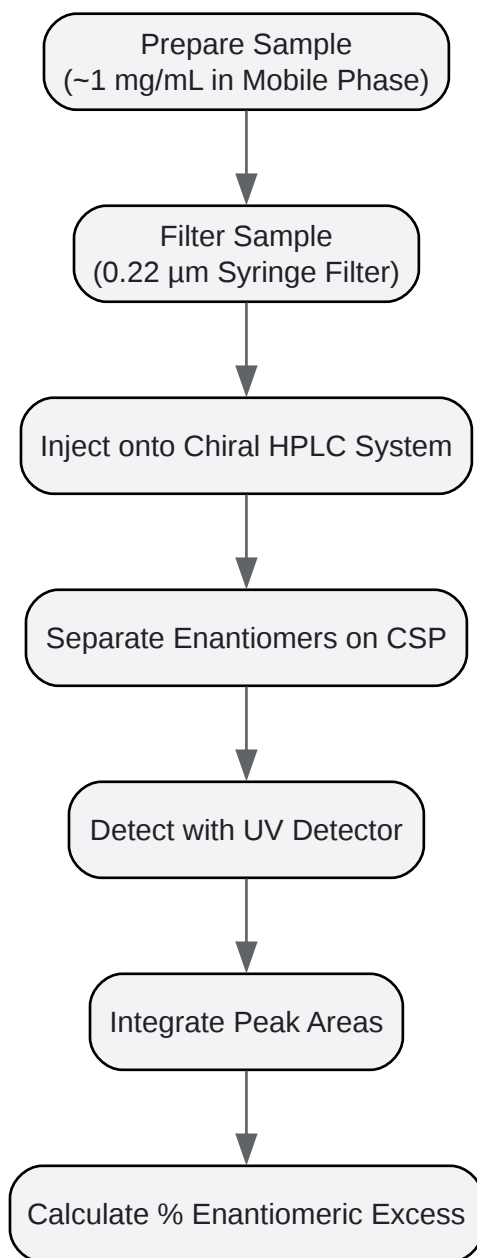 Prepare Sample
(~1 mg/mL in Mobile Phase)
Filter Sample
(0.22 µm Syringe Filter)
Inject onto Chiral HPLC System
Separate Enantiomers on CSP
Detect with UV Detector
Integrate Peak Areas
Calculate % Enantiomeric Excess